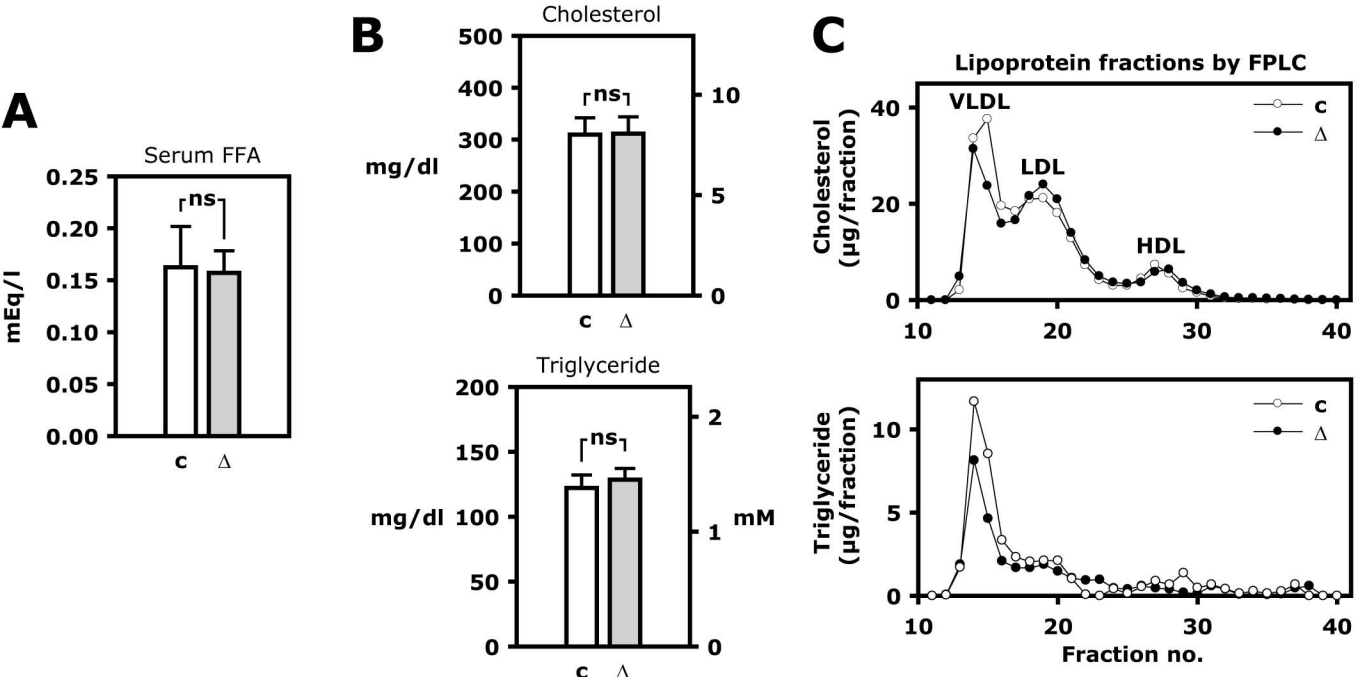 A
Serum FFA
0.25
0.20
0.15
0.10
0.05
0.00
mEq/l
ns
c Δ
B
Cholesterol
500
400
300
200
100
0
mg/dl
ns
10
5
0
c Δ
Triglyceride
200
150
100
50
0
mg/dl
ns
2
1
0
mM
c Δ
C
Lipoprotein fractions by FPLC
Cholesterol
(µg/fraction)
40
20
0
VLDL
LDL
HDL
c
Δ
10 20 30 40
Triglyceride
(µg/fraction)
10
5
0
c
Δ
10 20 30 40
Fraction no.